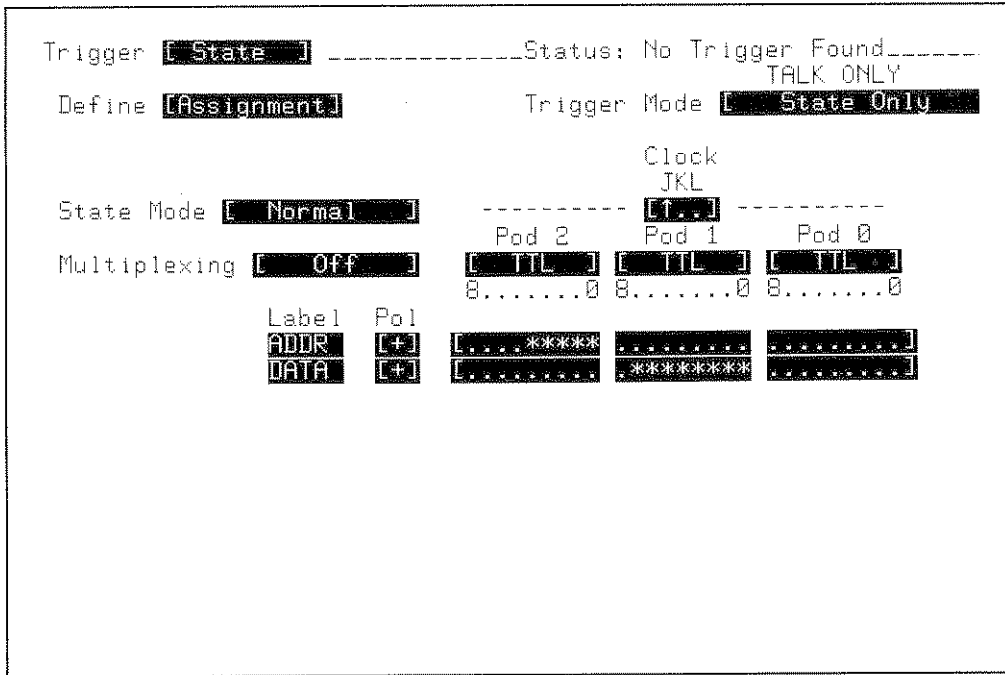 Trigger [ State ] _____________Status: No Trigger Found______
TALK ONLY
Define [Assignment] Trigger Mode [ State Only
Clock
JKL
State Mode [ Normal ] ---------- [↑..] ----------
Pod 2 Pod 1 Pod 0
Multiplexing [ Off ] [ TTL ] [ TTL ] [ TTL ]
8.......0 8.......0 8.......0
Label Pol
ADDR [+] [....***** ......... .........]
DATA [+] [......... .******** .........]